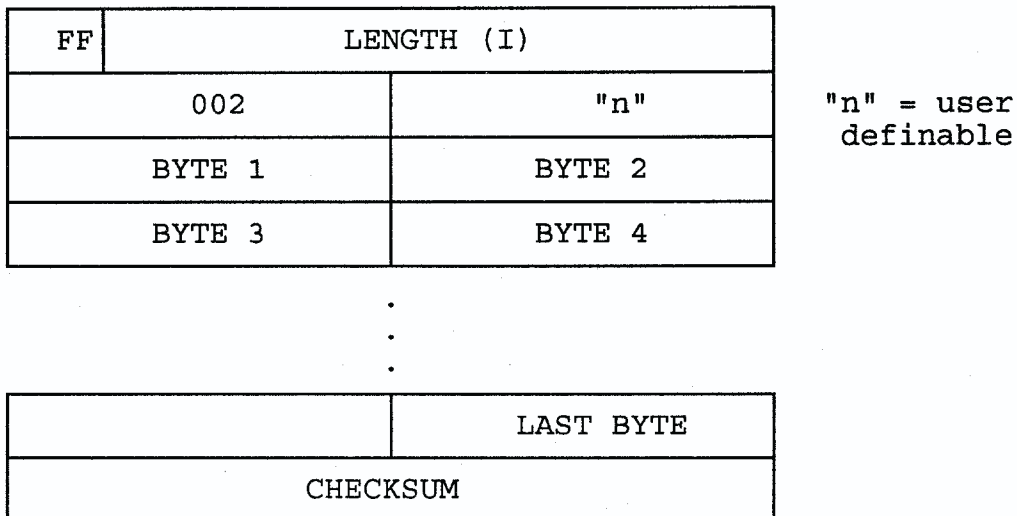 FF LENGTH (I)
002 "n" "n" = user
definable
BYTE 1 BYTE 2
BYTE 3 BYTE 4
.
.
.
LAST BYTE
CHECKSUM